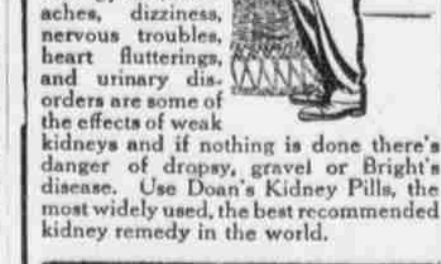 aches, dizziness,
nervous troubles,
heart flutterings,
and urinary dis-
orders are some of
the effects of weak
kidneys and if nothing is done there's
danger of dropsy, gravel or Bright's
disease. Use Doan's Kidney Pills, the
most widely used, the best recommended
kidney remedy in the world.